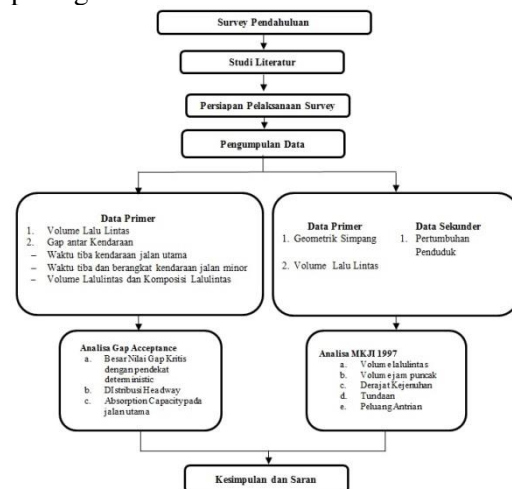 Survey Pendahuluan
Studi Literatur
Persiapan Pelaksanaan Survey
Pengumpulan Data
Data Primer
1. Volume Lalu Lintas
2. Gap antar Kendaraan
– Waktu tiba kendaraan jalan utama
– Waktu tiba dan berangkat kendaraan jalan minor
– Volume Lalulintas dan Komposisi Lalulintas
Data Primer
1. Geometrik Simpang
2. Volume Lalu Lintas
Data Sekunder
1. Pertumbuhan
Penduduk
Analisa Gap Acceptance
a. Besar Nilai Gap Kritis
dengan pendekat
deterministic
b. DIstribusi Headway
c. Absorption Capacity pada
jalan utama
Analisa MKJI 1997
a. Volume lalulintas
b. Volume jam puncak
c. Derajat Kejenuhan
d. Tundaan
e. Peluang Antrian
Kesimpulan dan Saran